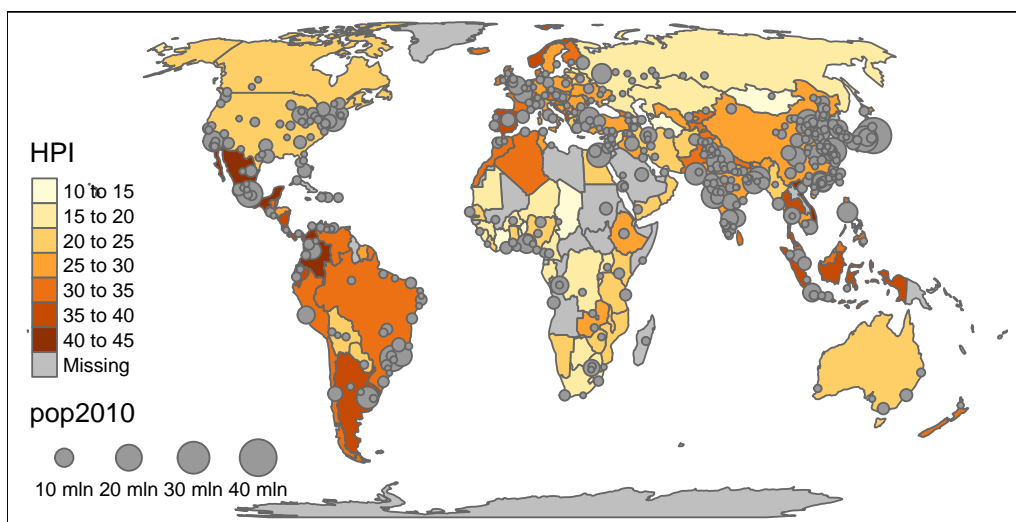 HPI
10 to 15
15 to 20
20 to 25
25 to 30
30 to 35
35 to 40
40 to 45
Missing
pop2010
10 mln 20 mln 30 mln 40 mln